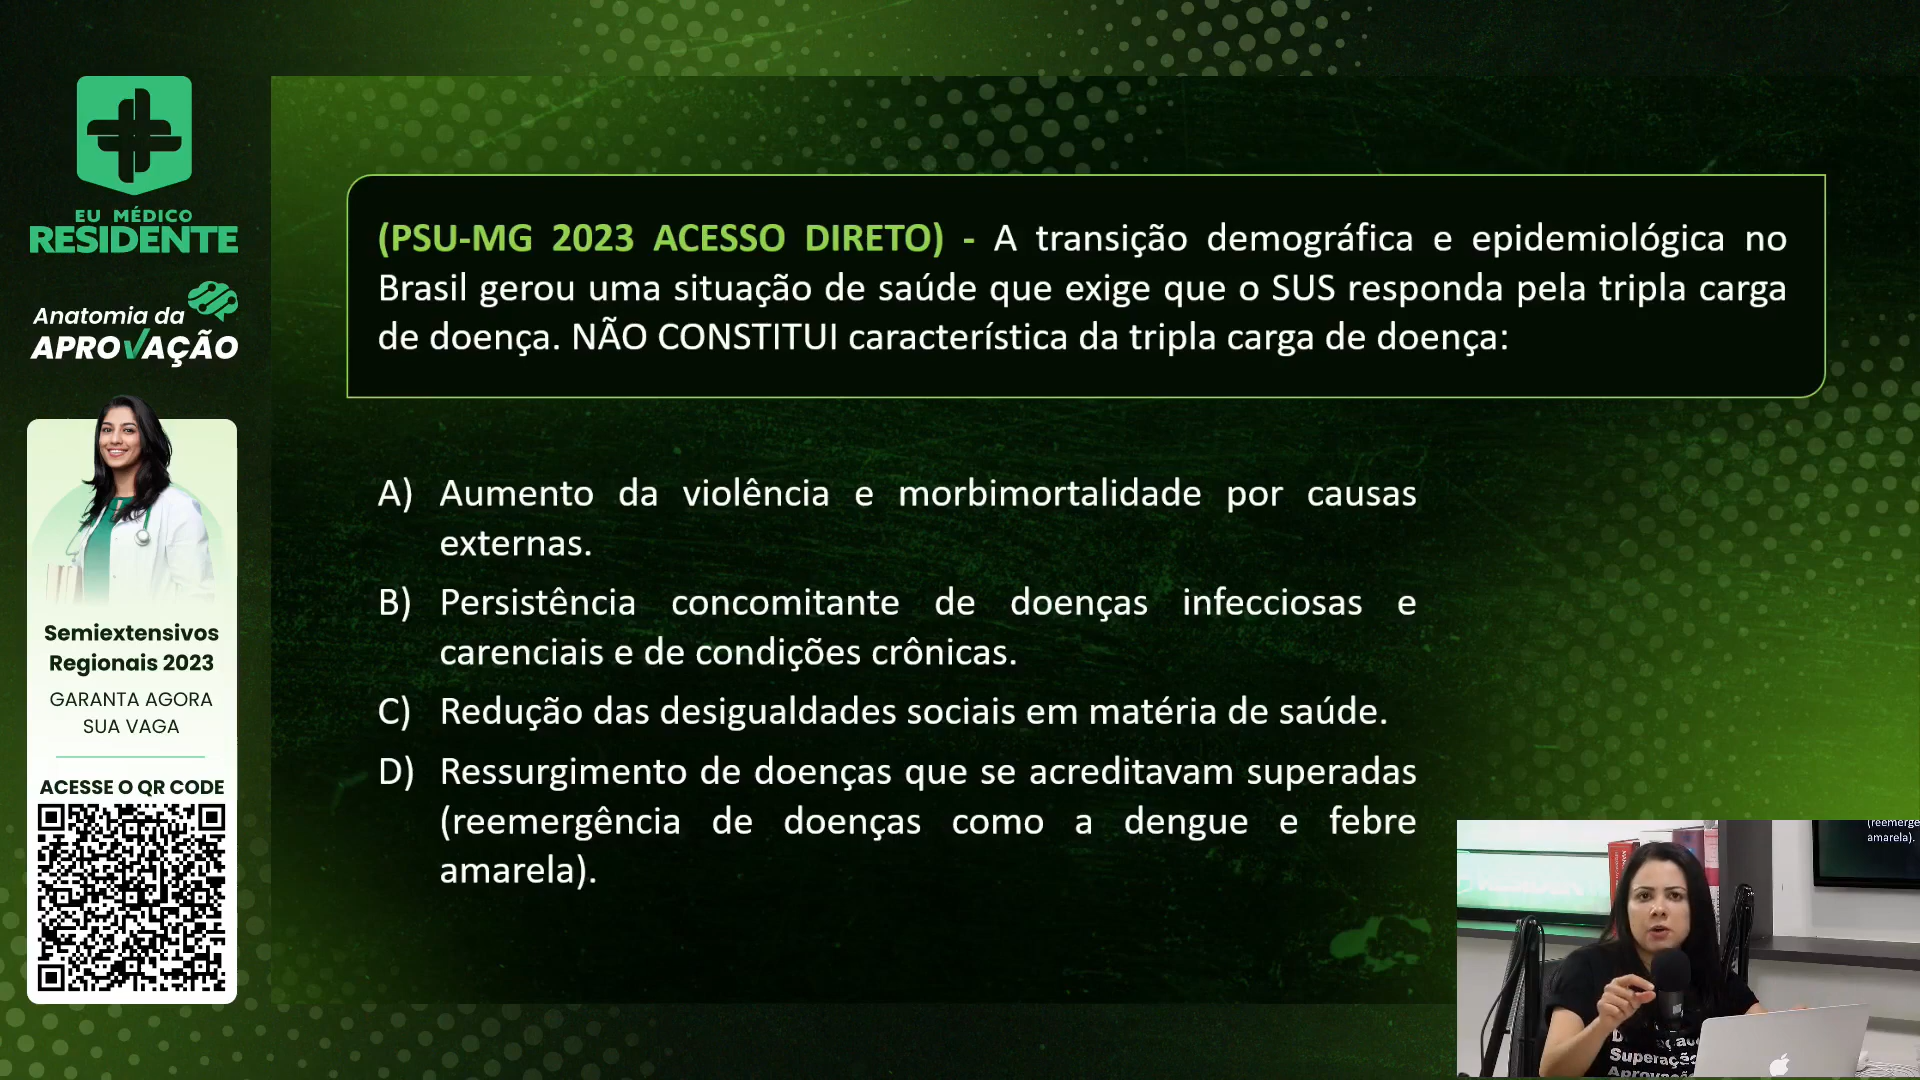 EU MÉDICO
RESIDENTE
Anatomia da
APROVAÇÃO
Semiextensivos
Regionais 2023
GARANTA AGORA
SUA VAGA
ACESSE O QR CODE
(PSU-MG 2023 ACESSO DIRETO) - A transição demográfica e epidemiológica no
Brasil gerou uma situação de saúde que exige que o SUS responda pela tripla carga
de doença. NÃO CONSTITUI característica da tripla carga de doença:
A) Aumento da violência e morbimortalidade por causas
externas.
B) Persistência concomitante de doenças infecciosas e
carenciais e de condições crônicas.
C) Redução das desigualdades sociais em matéria de saúde.
D) Ressurgimento de doenças que se acreditavam superadas
(reemergência de doenças como a dengue e febre
amarela).
(reemerge
amarela).
Superação